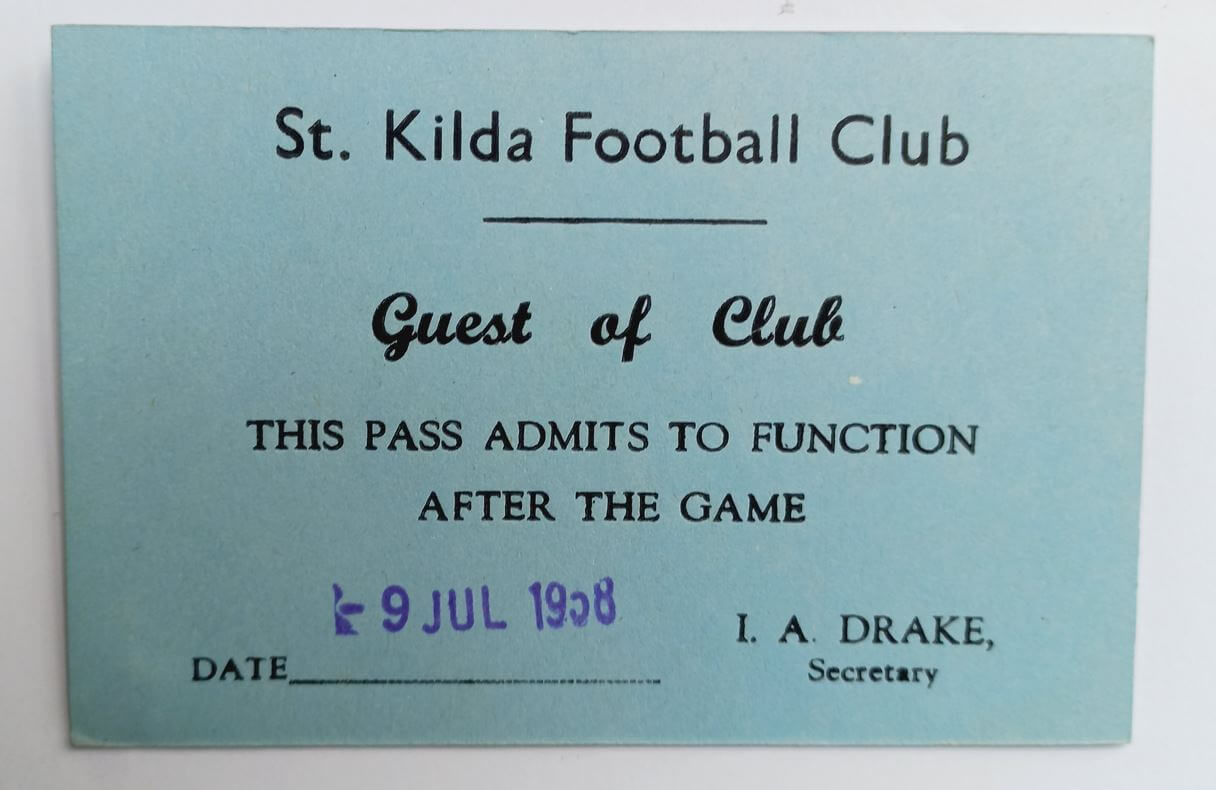 St. Kilda Football Club
Guest of Club
THIS PASS ADMITS TO FUNCTION
AFTER THE GAME
- 9 JUL
DATE
I. A. DRAKE,
Secretary